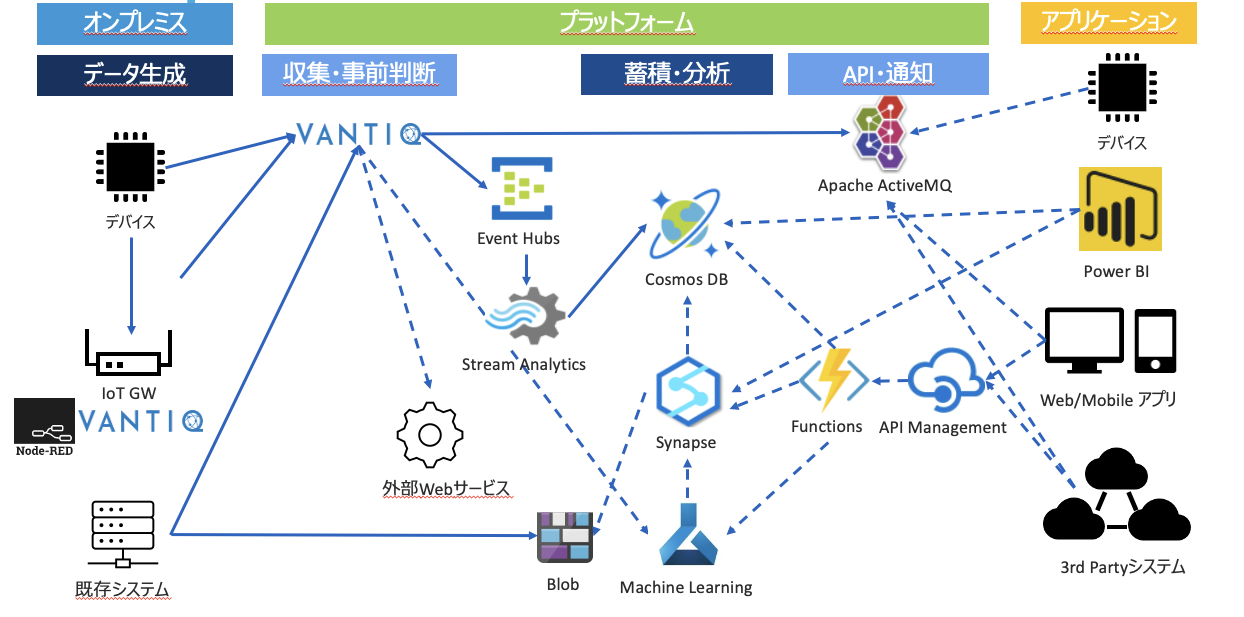 オンプレミス
プラットフォーム
アプリケーション
データ生成
収集・事前判断
蓄積・分析
API・通知
VANTIQ
デバイス
デバイス
Apache ActiveMQ
Event Hubs
Cosmos DB
Power BI
Stream Analytics
IoT GW
VANTIQ
Node-RED
Web/Mobile アプリ
Synapse
Functions
API Management
外部Webサービス
既存システム
Blob
Machine Learning
3rd Partyシステム